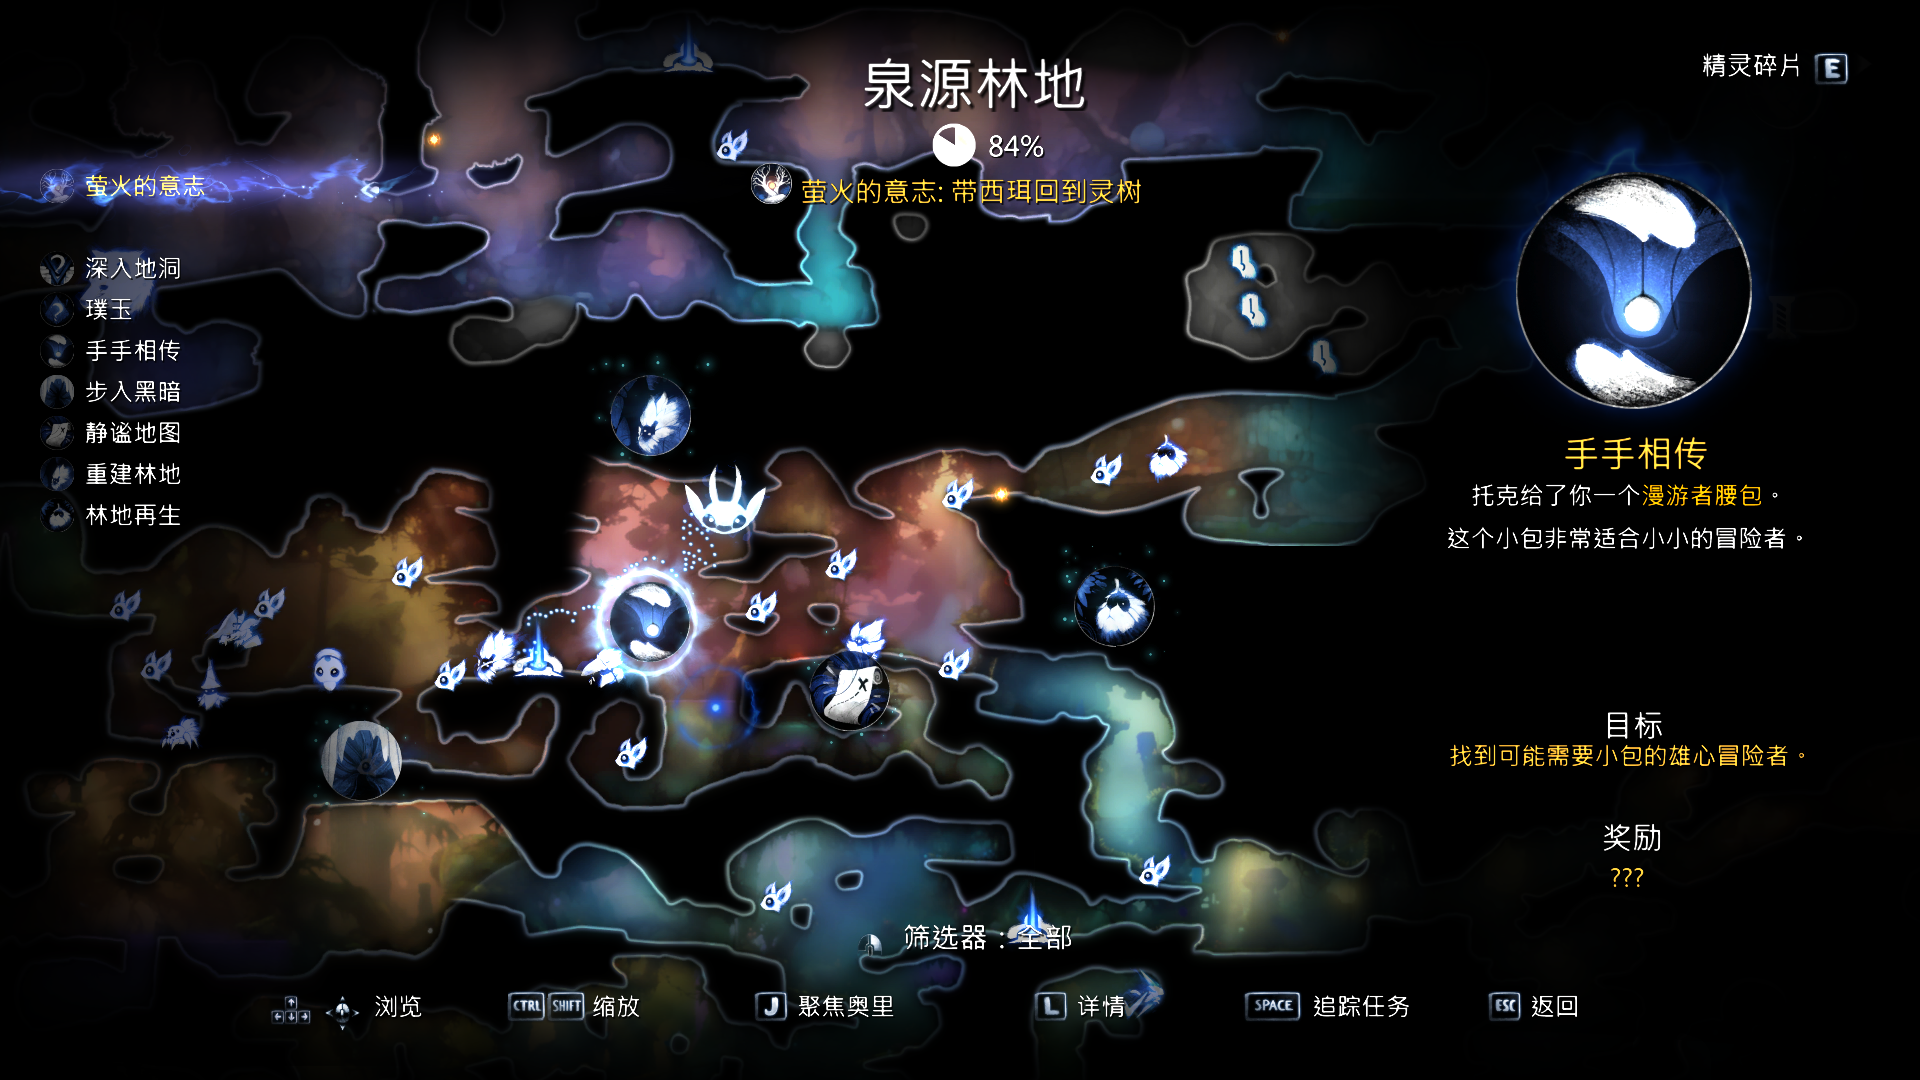 泉源林地
84%
萤火的意志: 带西珥回到灵树
精灵碎片 E
萤火的意志
深入地洞
璞玉
手手相传
步入黑暗
静谧地图
重建林地
林地再生
手手相传
托克给了你一个漫游者腰包。
这个小包非常适合小小的冒险者。
目标
找到可能需要小包的雄心冒险者。
奖励
???
筛选器：全部
浏览
CTRL SHIFT 缩放
J 聚焦奥里
L 详情
SPACE 追踪任务
ESC 返回